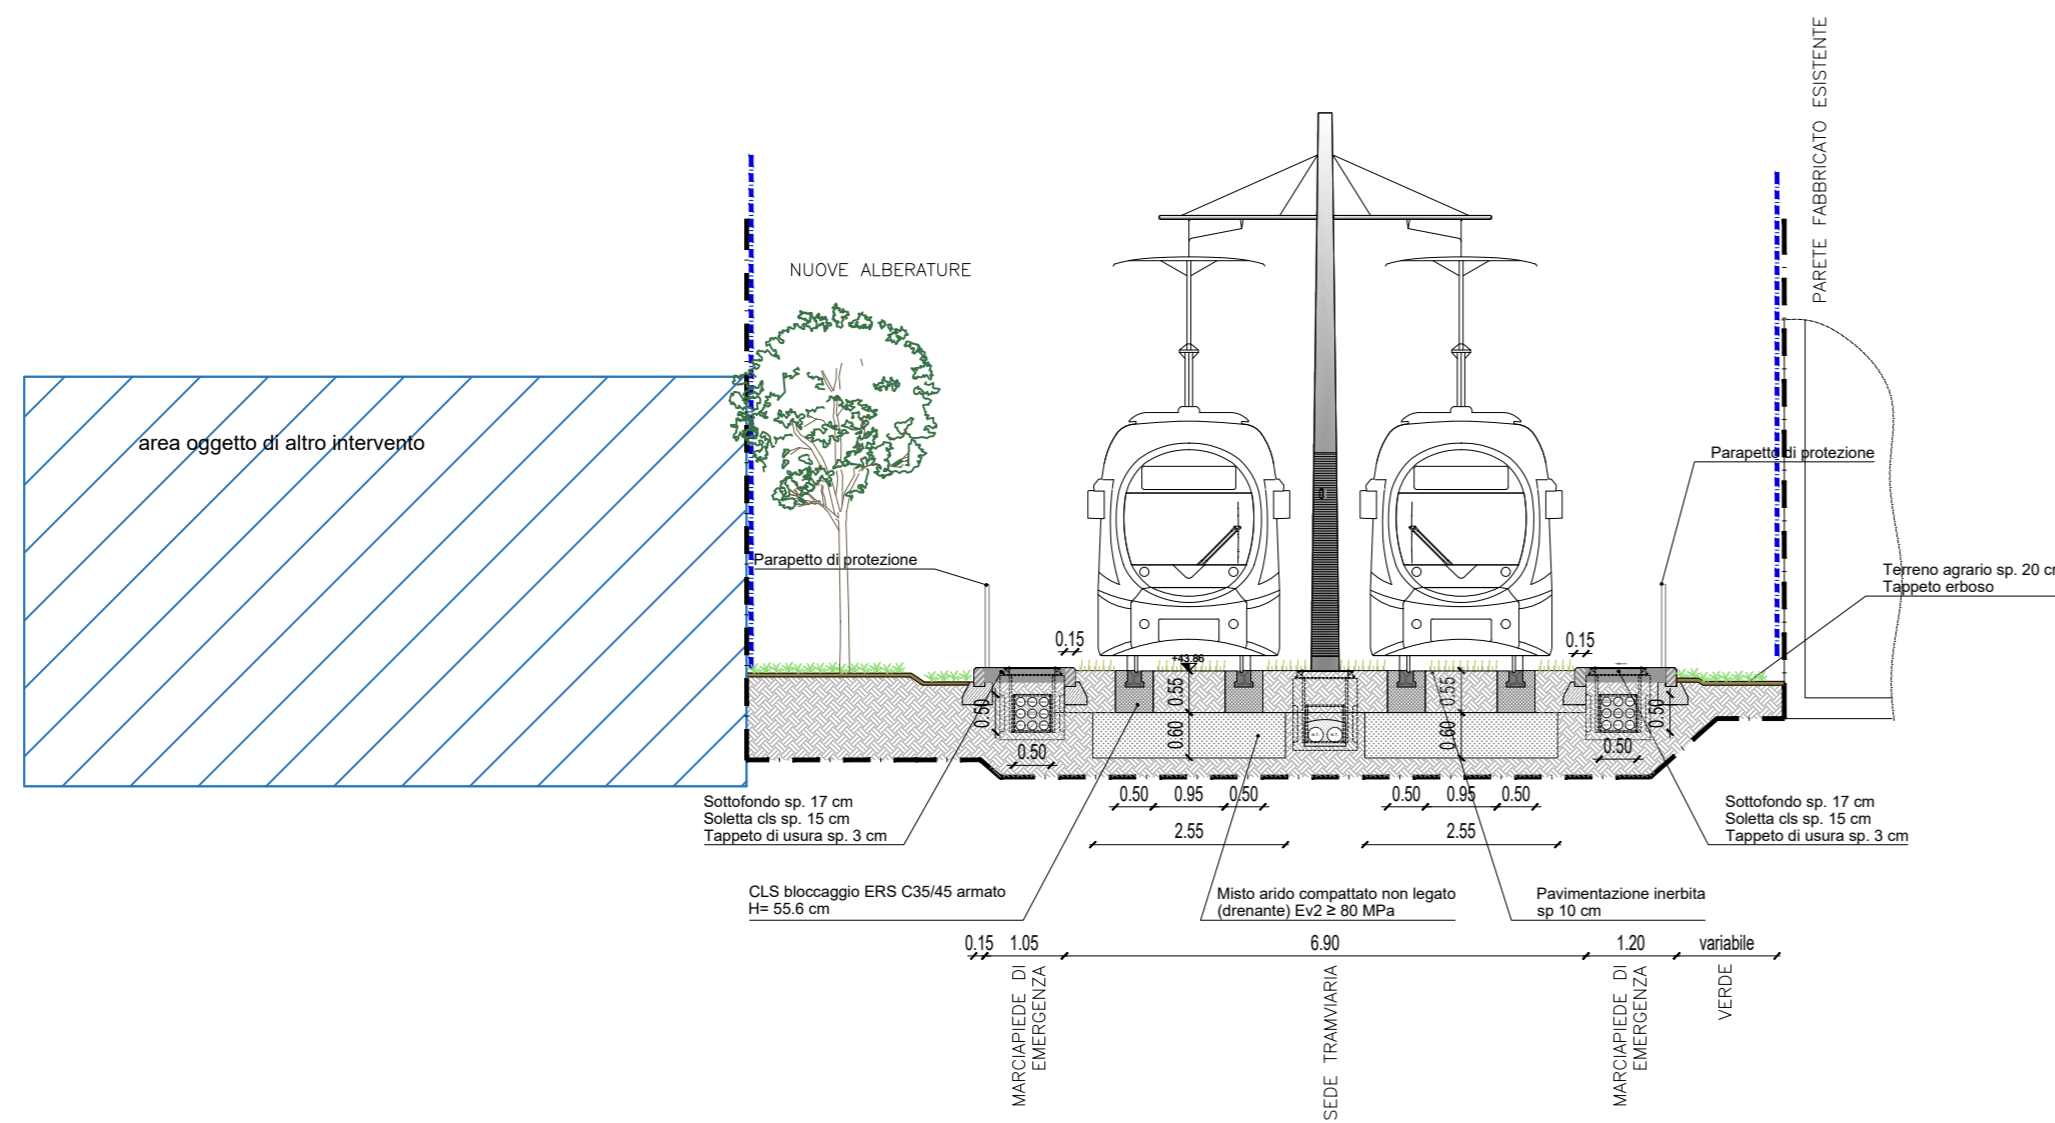 PARETE FABBRICATO ESISTENTE
NUOVE ALBERATURE
area oggetto di altro intervento
Parapetto di protezione
Parapetto di protezione
Terreno agrario sp. 20 cm
Tappeto erboso
0.15
0.15
+43.86
0.55
0.55
0.50
0.50
0.60
0.60
0.50
0.50
0.50 0.95 0.50
0.50 0.95 0.50
2.55
2.55
Sottofondo sp. 17 cm
Soletta cls sp. 15 cm
Tappeto di usura sp. 3 cm
Sottofondo sp. 17 cm
Soletta cls sp. 15 cm
Tappeto di usura sp. 3 cm
CLS bloccaggio ERS C35/45 armato
H= 55.6 cm
Misto arido compattato non legato
(drenante) Ev2 ≥ 80 MPa
Pavimentazione inerbita
sp 10 cm
0.15 1.05 6.90 1.20 variabile
MARCIAPIEDE DI
EMERGENZA
SEDE TRAMVIARIA
MARCIAPIEDE DI
EMERGENZA
VERDE